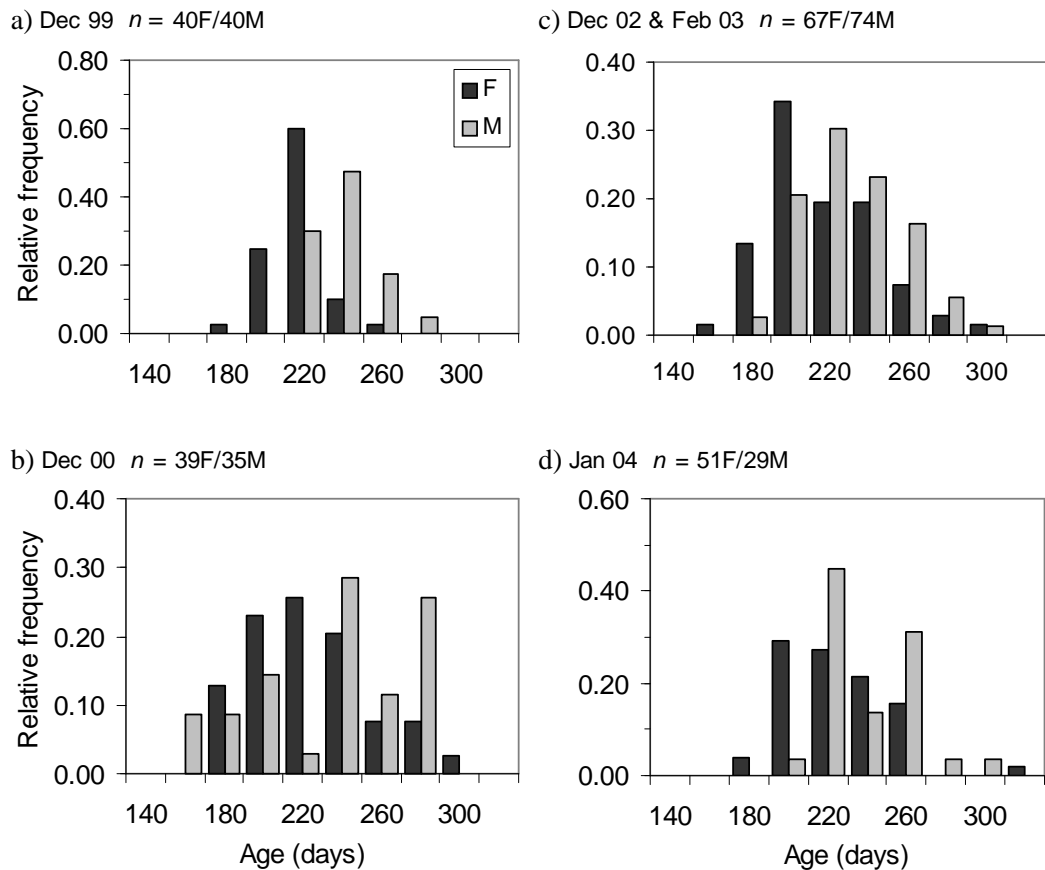 a) Dec 99 n = 40F/40M
0.80
0.60
0.40
0.20
0.00
Relative frequency
F
M
140 180 220 260 300
c) Dec 02 & Feb 03 n = 67F/74M
0.40
0.30
0.20
0.10
0.00
140 180 220 260 300
b) Dec 00 n = 39F/35M
0.40
0.30
0.20
0.10
0.00
Relative frequency
140 180 220 260 300
Age (days)
d) Jan 04 n = 51F/29M
0.60
0.40
0.20
0.00
140 180 220 260 300
Age (days)